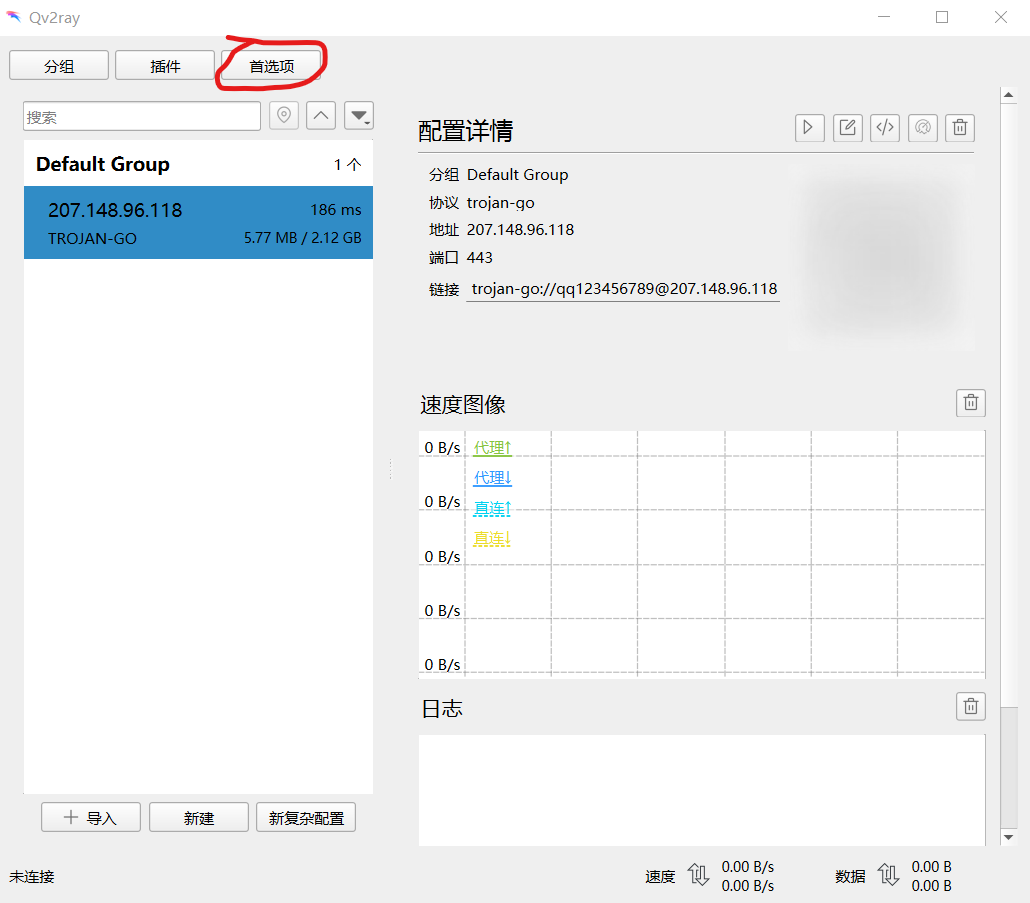 Qv2ray
分组 插件 首选项
搜索
Default Group 1 个
207.148.96.118 186 ms
TROJAN-GO 5.77 MB / 2.12 GB
导入 新建 新复杂配置
配置详情
分组 Default Group
协议 trojan-go
地址 207.148.96.118
端口 443
链接 trojan-go://qq123456789@207.148.96.118
速度图像
0 B/s 代理↑
代理↓
0 B/s 直连↑
直连↓
0 B/s
0 B/s
0 B/s
日志
未连接
速度 0.00 B/s 数据 0.00 B
0.00 B/s 0.00 B